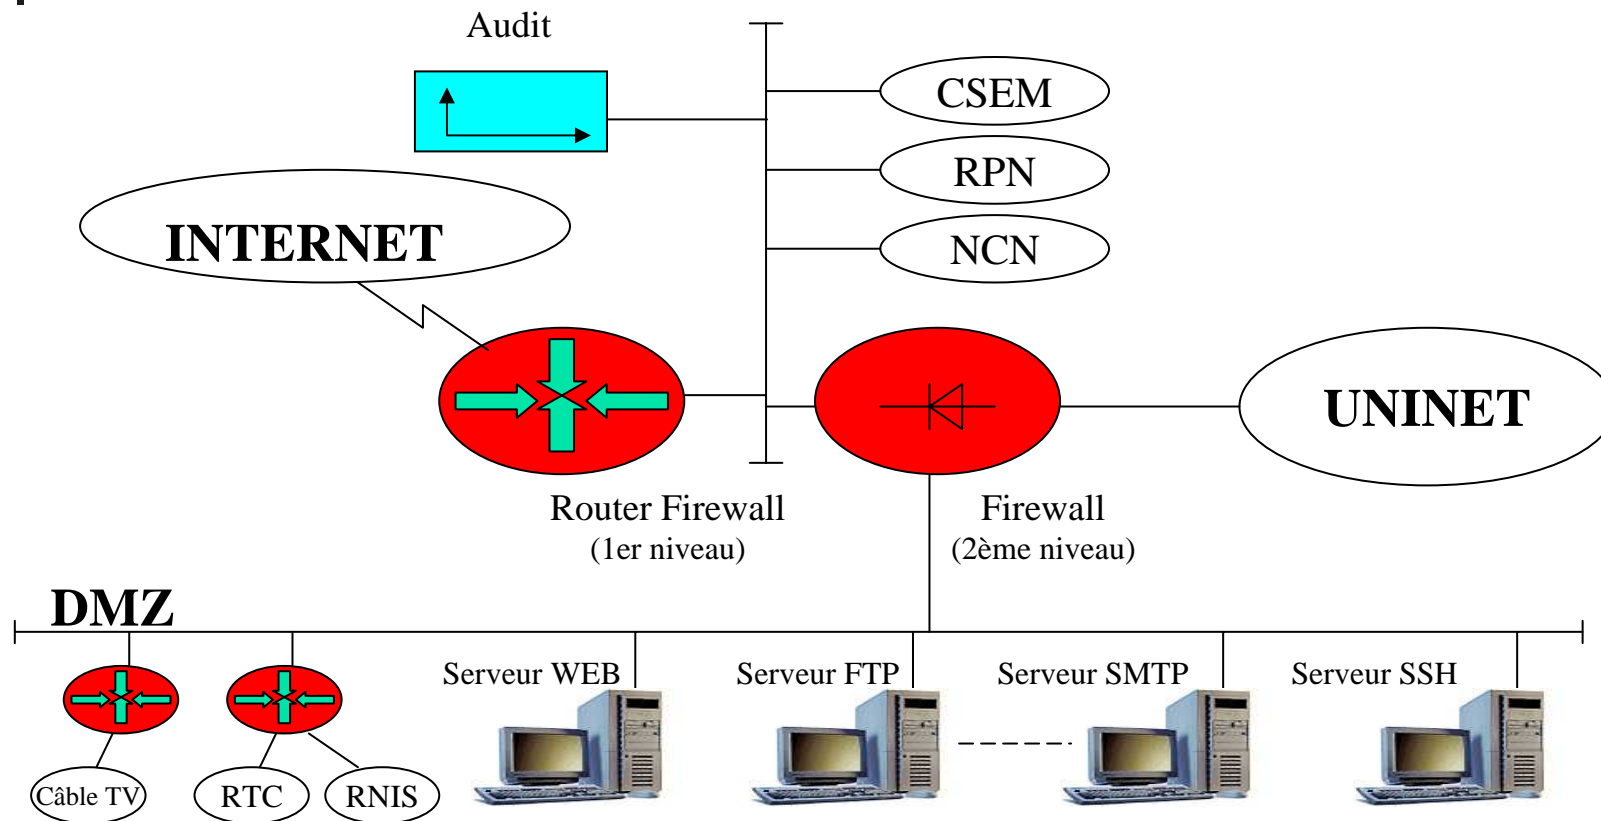 Audit
CSEM
RPN
NCN
INTERNET
UNINET
Router Firewall
(1er niveau)
Firewall
(2ème niveau)
DMZ
Serveur WEB
Serveur FTP
Serveur SMTP
Serveur SSH
Câble TV
RTC
RNIS